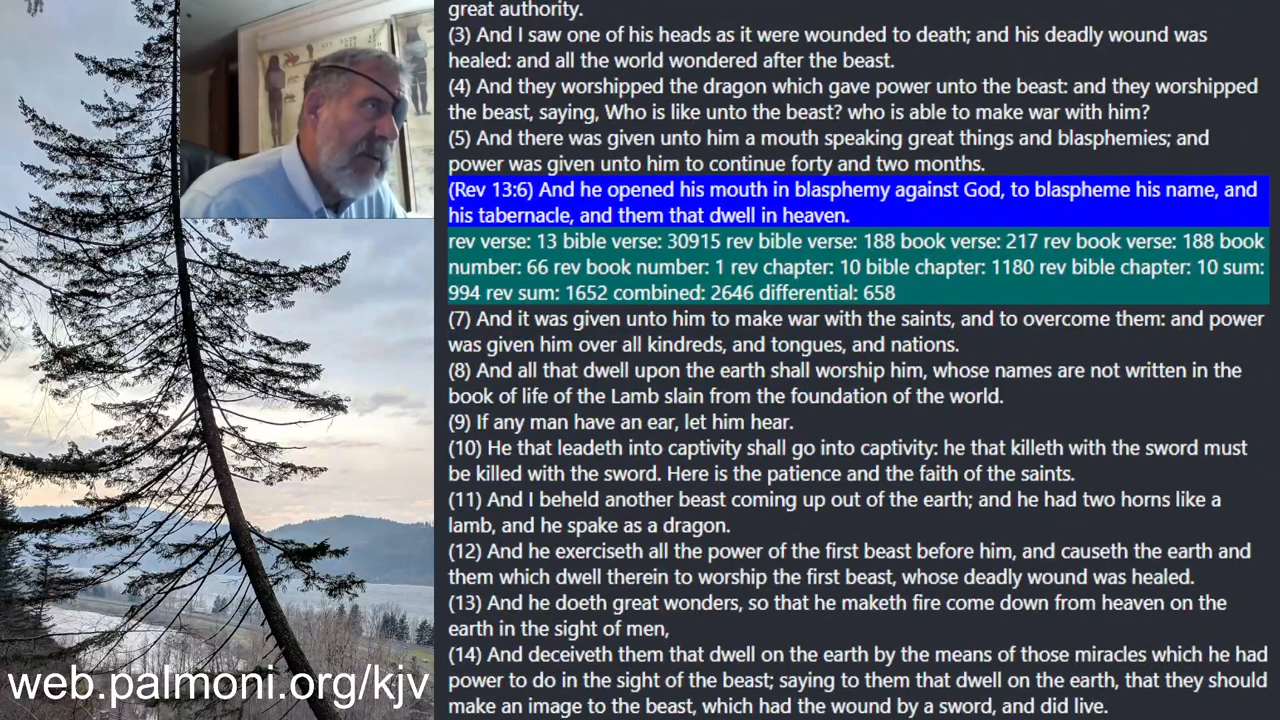 great authority.
(3) And I saw one of his heads as it were wounded to death; and his deadly wound was
healed: and all the world wondered after the beast.
(4) And they worshipped the dragon which gave power unto the beast: and they worshipped
the beast, saying, Who is like unto the beast? who is able to make war with him?
(5) And there was given unto him a mouth speaking great things and blasphemies; and
power was given unto him to continue forty and two months.
(Rev 13:6) And he opened his mouth in blasphemy against God, to blaspheme his name, and
his tabernacle, and them that dwell in heaven.
rev verse: 13 bible verse: 30915 rev bible verse: 188 book verse: 217 rev book verse: 188 book
number: 66 rev book number: 1 rev chapter: 10 bible chapter: 1180 rev bible chapter: 10 sum:
994 rev sum: 1652 combined: 2646 differential: 658
(7) And it was given unto him to make war with the saints, and to overcome them: and power
was given him over all kindreds, and tongues, and nations.
(8) And all that dwell upon the earth shall worship him, whose names are not written in the
book of life of the Lamb slain from the foundation of the world.
(9) If any man have an ear, let him hear.
(10) He that leadeth into captivity shall go into captivity: he that killeth with the sword must
be killed with the sword. Here is the patience and the faith of the saints.
(11) And I beheld another beast coming up out of the earth; and he had two horns like a
lamb, and he spake as a dragon.
(12) And he exerciseth all the power of the first beast before him, and causeth the earth and
them which dwell therein to worship the first beast, whose deadly wound was healed.
(13) And he doeth great wonders, so that he maketh fire come down from heaven on the
earth in the sight of men,
(14) And deceiveth them that dwell on the earth by the means of those miracles which he had
power to do in the sight of the beast; saying to them that dwell on the earth, that they should
make an image to the beast, which had the wound by a sword, and did live.
web.palmoni.org/kjv